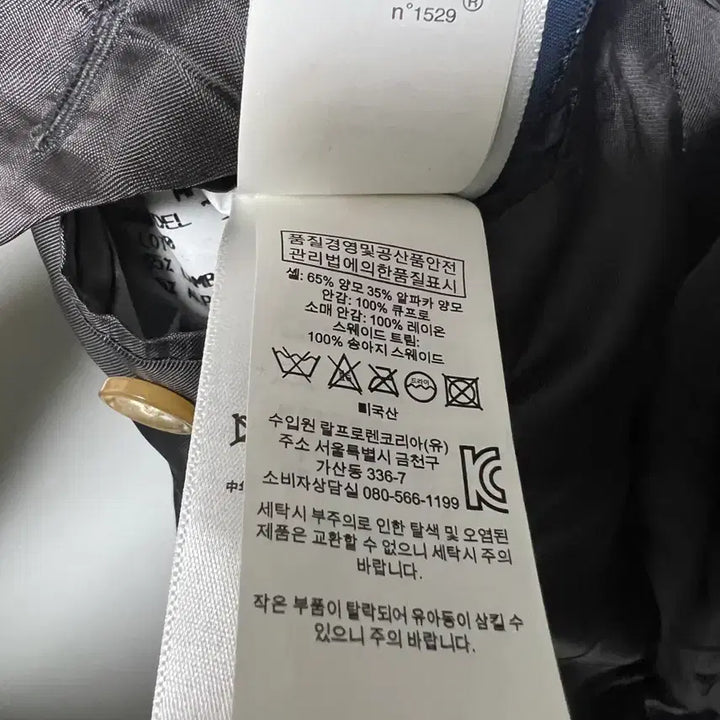 ®
n°1529
DEL
품질경영및공산품안전
관리법에의한품질표시
셸: 65% 양모 35% 알파카 양모
안감: 100% 큐프로
소매 안감: 100% 레이온
스웨이드 트림:
100% 송아지 스웨이드
드라이
미국산
수입원 랄프로렌코리아(유)
주소 서울특별시 금천구
가산동 336-7
소비자상담실 080-566-1199
세탁시 부주의로 인한 탈색 및 오염된
제품은 교환할 수 없으니 세탁시 주의
바랍니다.
작은 부품이 탈락되어 유아동이 삼킬 수
있으니 주의 바랍니다.